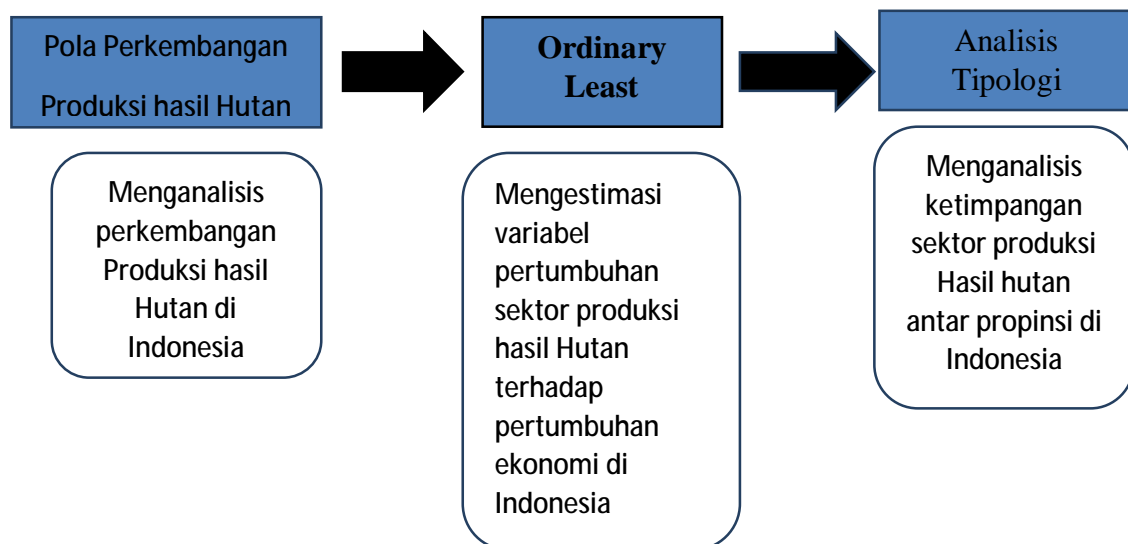 Pola Perkembangan
Produksi hasil Hutan
Ordinary
Least
Analisis
Tipologi
Menganalisis
perkembangan
Produksi hasil
Hutan di
Indonesia
Mengestimasi
variabel
pertumbuhan
sektor produksi
hasil Hutan
terhadap
pertumbuhan
ekonomi di
Indonesia
Menganalisis
ketimpangan
sektor produksi
Hasil hutan
antar propinsi di
Indonesia